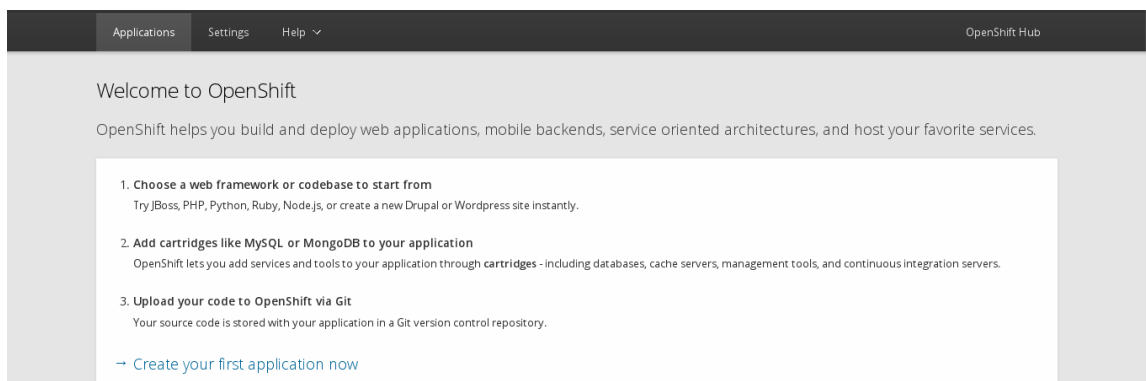 Applications Settings Help OpenShift Hub
Welcome to OpenShift
OpenShift helps you build and deploy web applications, mobile backends, service oriented architectures, and host your favorite services.
1. Choose a web framework or codebase to start from
Try JBoss, PHP, Python, Ruby, Node.js, or create a new Drupal or Wordpress site instantly.
2. Add cartridges like MySQL or MongoDB to your application
OpenShift lets you add services and tools to your application through cartridges - including databases, cache servers, management tools, and continuous integration servers.
3. Upload your code to OpenShift via Git
Your source code is stored with your application in a Git version control repository.
→ Create your first application now